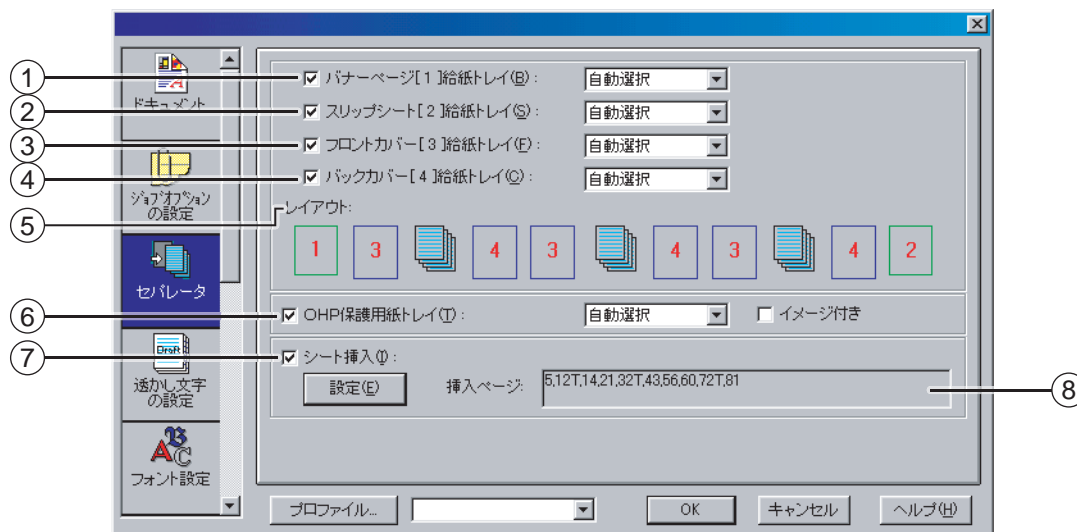 ① バナーページ[1]給紙トレイ(B): 自動選択
② スリップシート[2]給紙トレイ(S): 自動選択
③ フロントカバー[3]給紙トレイ(F): 自動選択
④ バックカバー[4]給紙トレイ(C): 自動選択
⑤ レイアウト:
1 3 4 3 4 3 4 2
⑥ OHP保護用紙トレイ(T): 自動選択 イメージ付き
⑦ シート挿入(I):
設定(E) 挿入ページ: 5,12T,14,21,32T,43,56,60,72T,81 ⑧
ドキュメント
ジョブオプション
の設定
セパレータ
透かし文字
の設定
フォント設定
プロファイル... OK キャンセル ヘルプ(H)